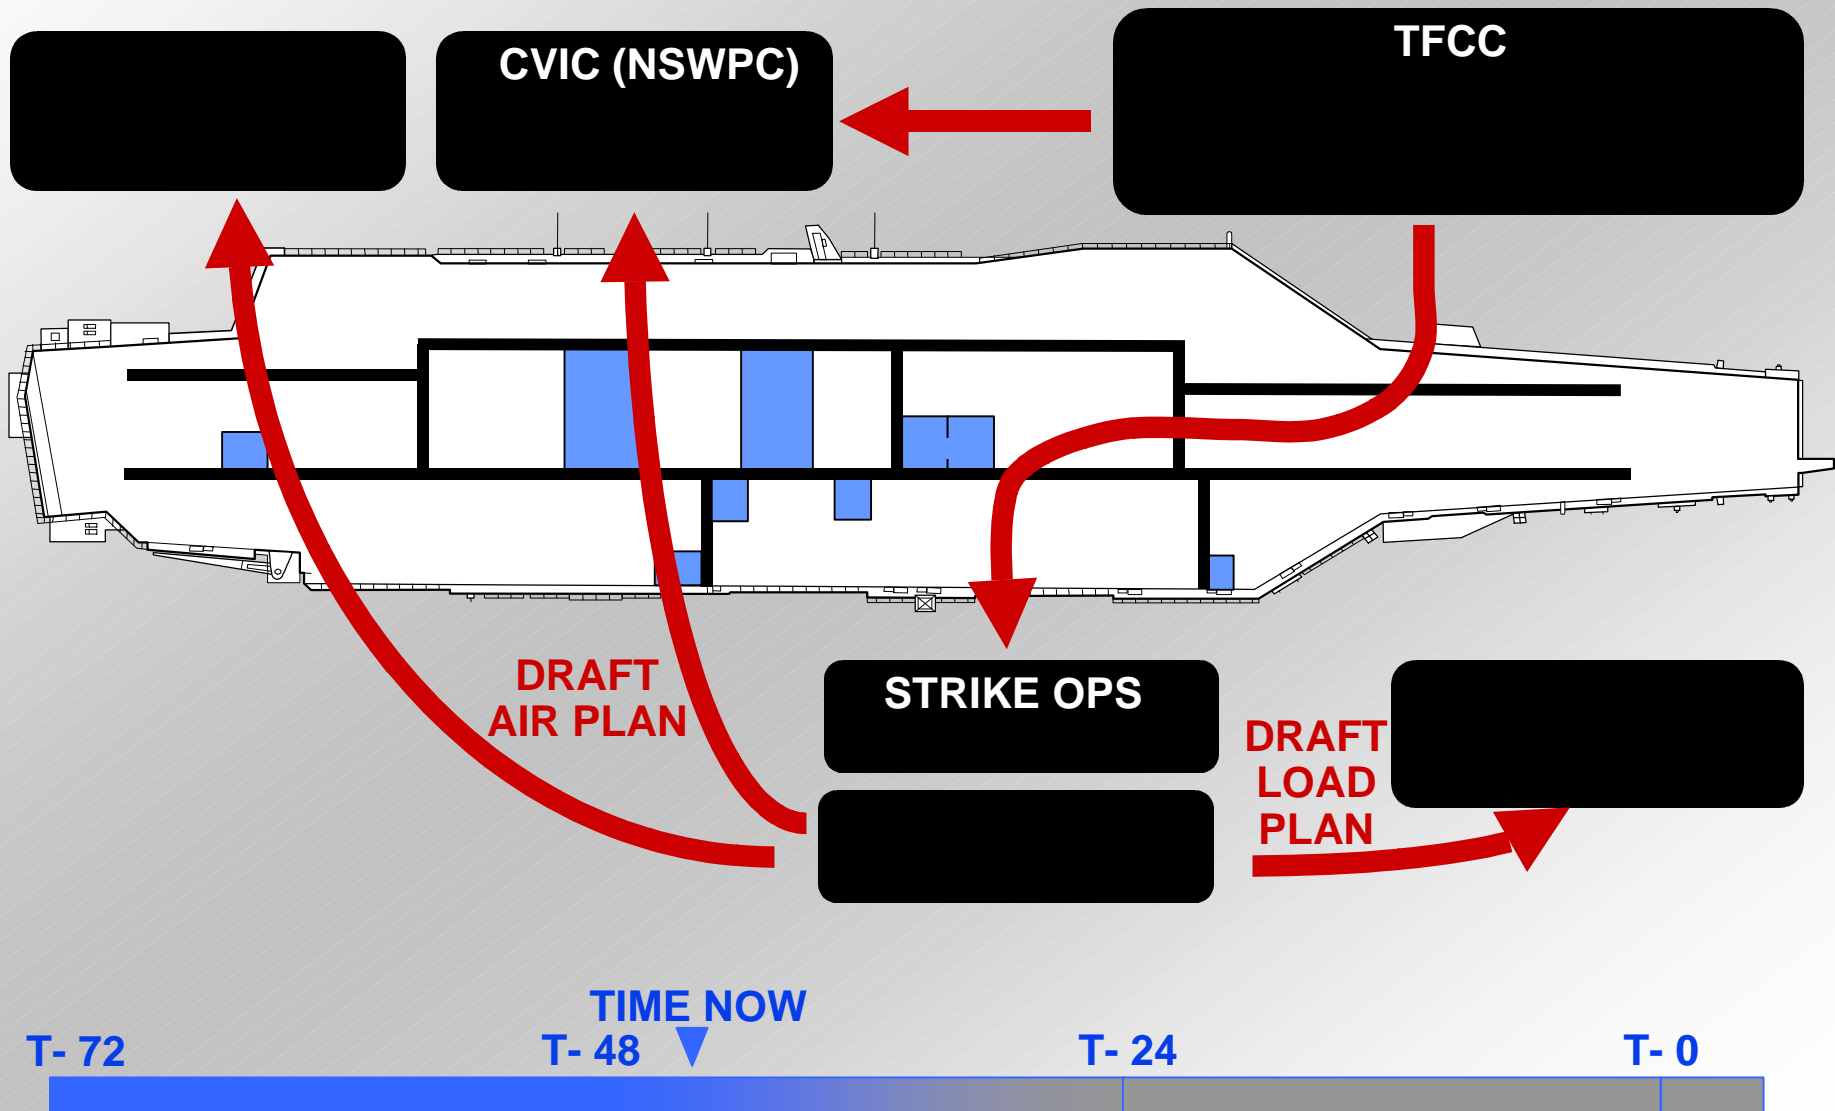 CVIC (NSWPC)
TFCC
DRAFT
AIR PLAN
STRIKE OPS
DRAFT
LOAD
PLAN
TIME NOW
T- 72
T- 48
T- 24
T- 0